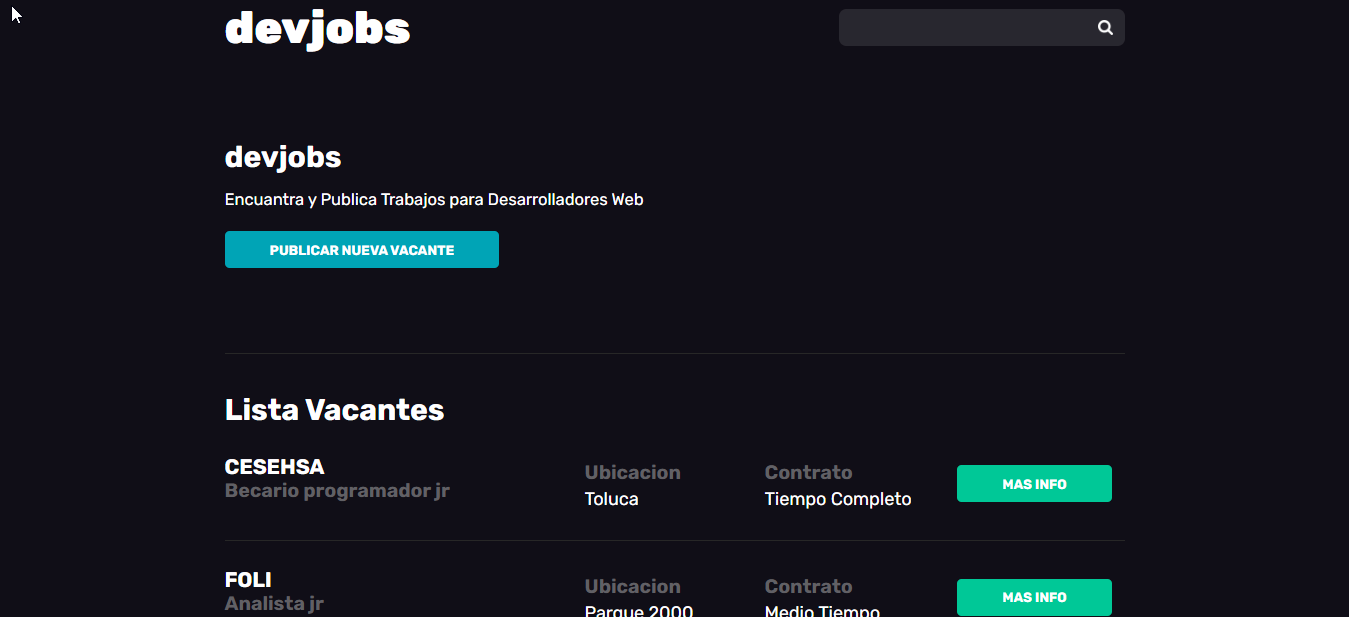 devjobs
devjobs
Encuantra y Publica Trabajos para Desarrolladores Web
PUBLICAR NUEVA VACANTE
Lista Vacantes
CESEHSA
Becario programador jr
Ubicacion
Toluca
Contrato
Tiempo Completo
MAS INFO
FOLI
Analista jr
Ubicacion
Parque 2000
Contrato
Medio Tiempo
MAS INFO